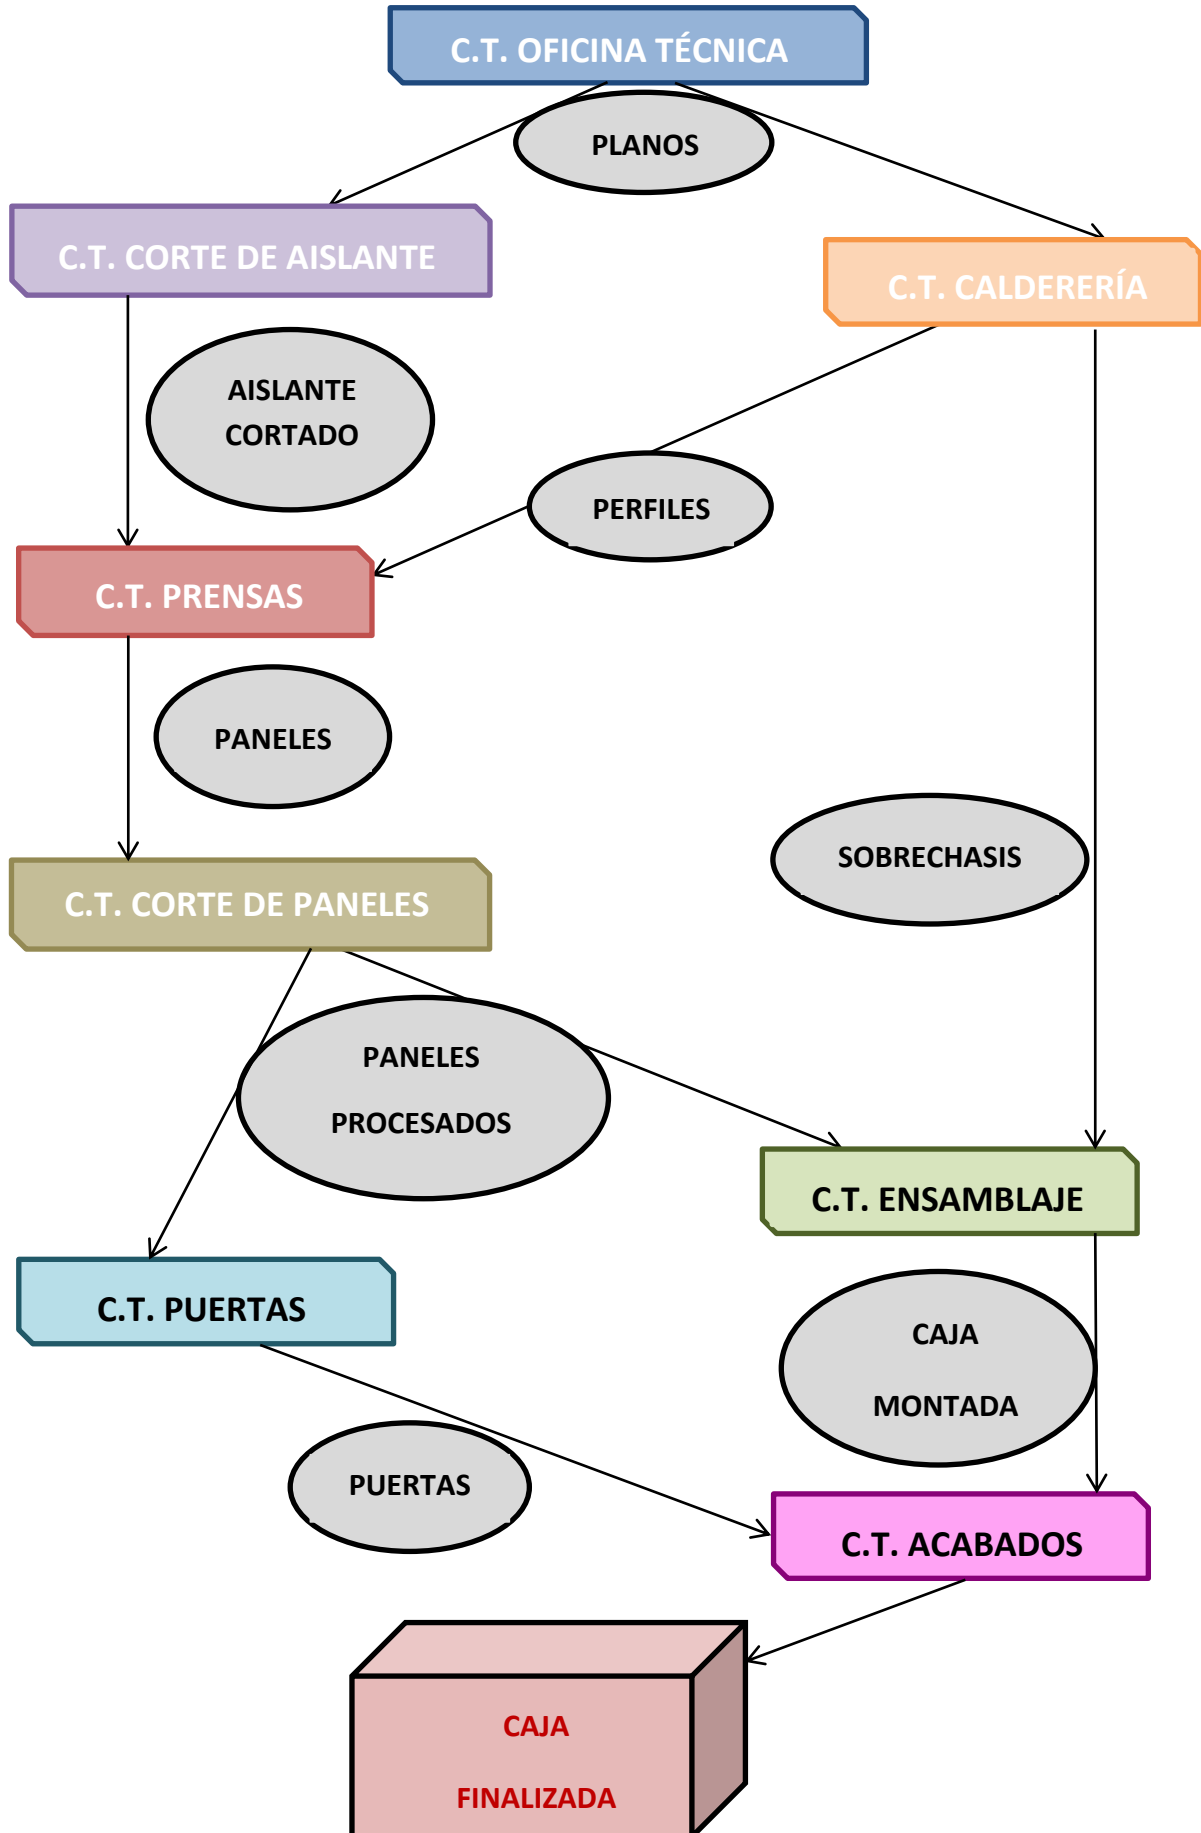 C.T. OFICINA TÉCNICA
PLANOS
C.T. CORTE DE AISLANTE
C.T. CALDERERÍA
AISLANTE
CORTADO
PERFILES
C.T. PRENSAS
PANELES
SOBRECHASIS
C.T. CORTE DE PANELES
PANELES
PROCESADOS
C.T. ENSAMBLAJE
C.T. PUERTAS
CAJA
MONTADA
PUERTAS
C.T. ACABADOS
CAJA
FINALIZADA